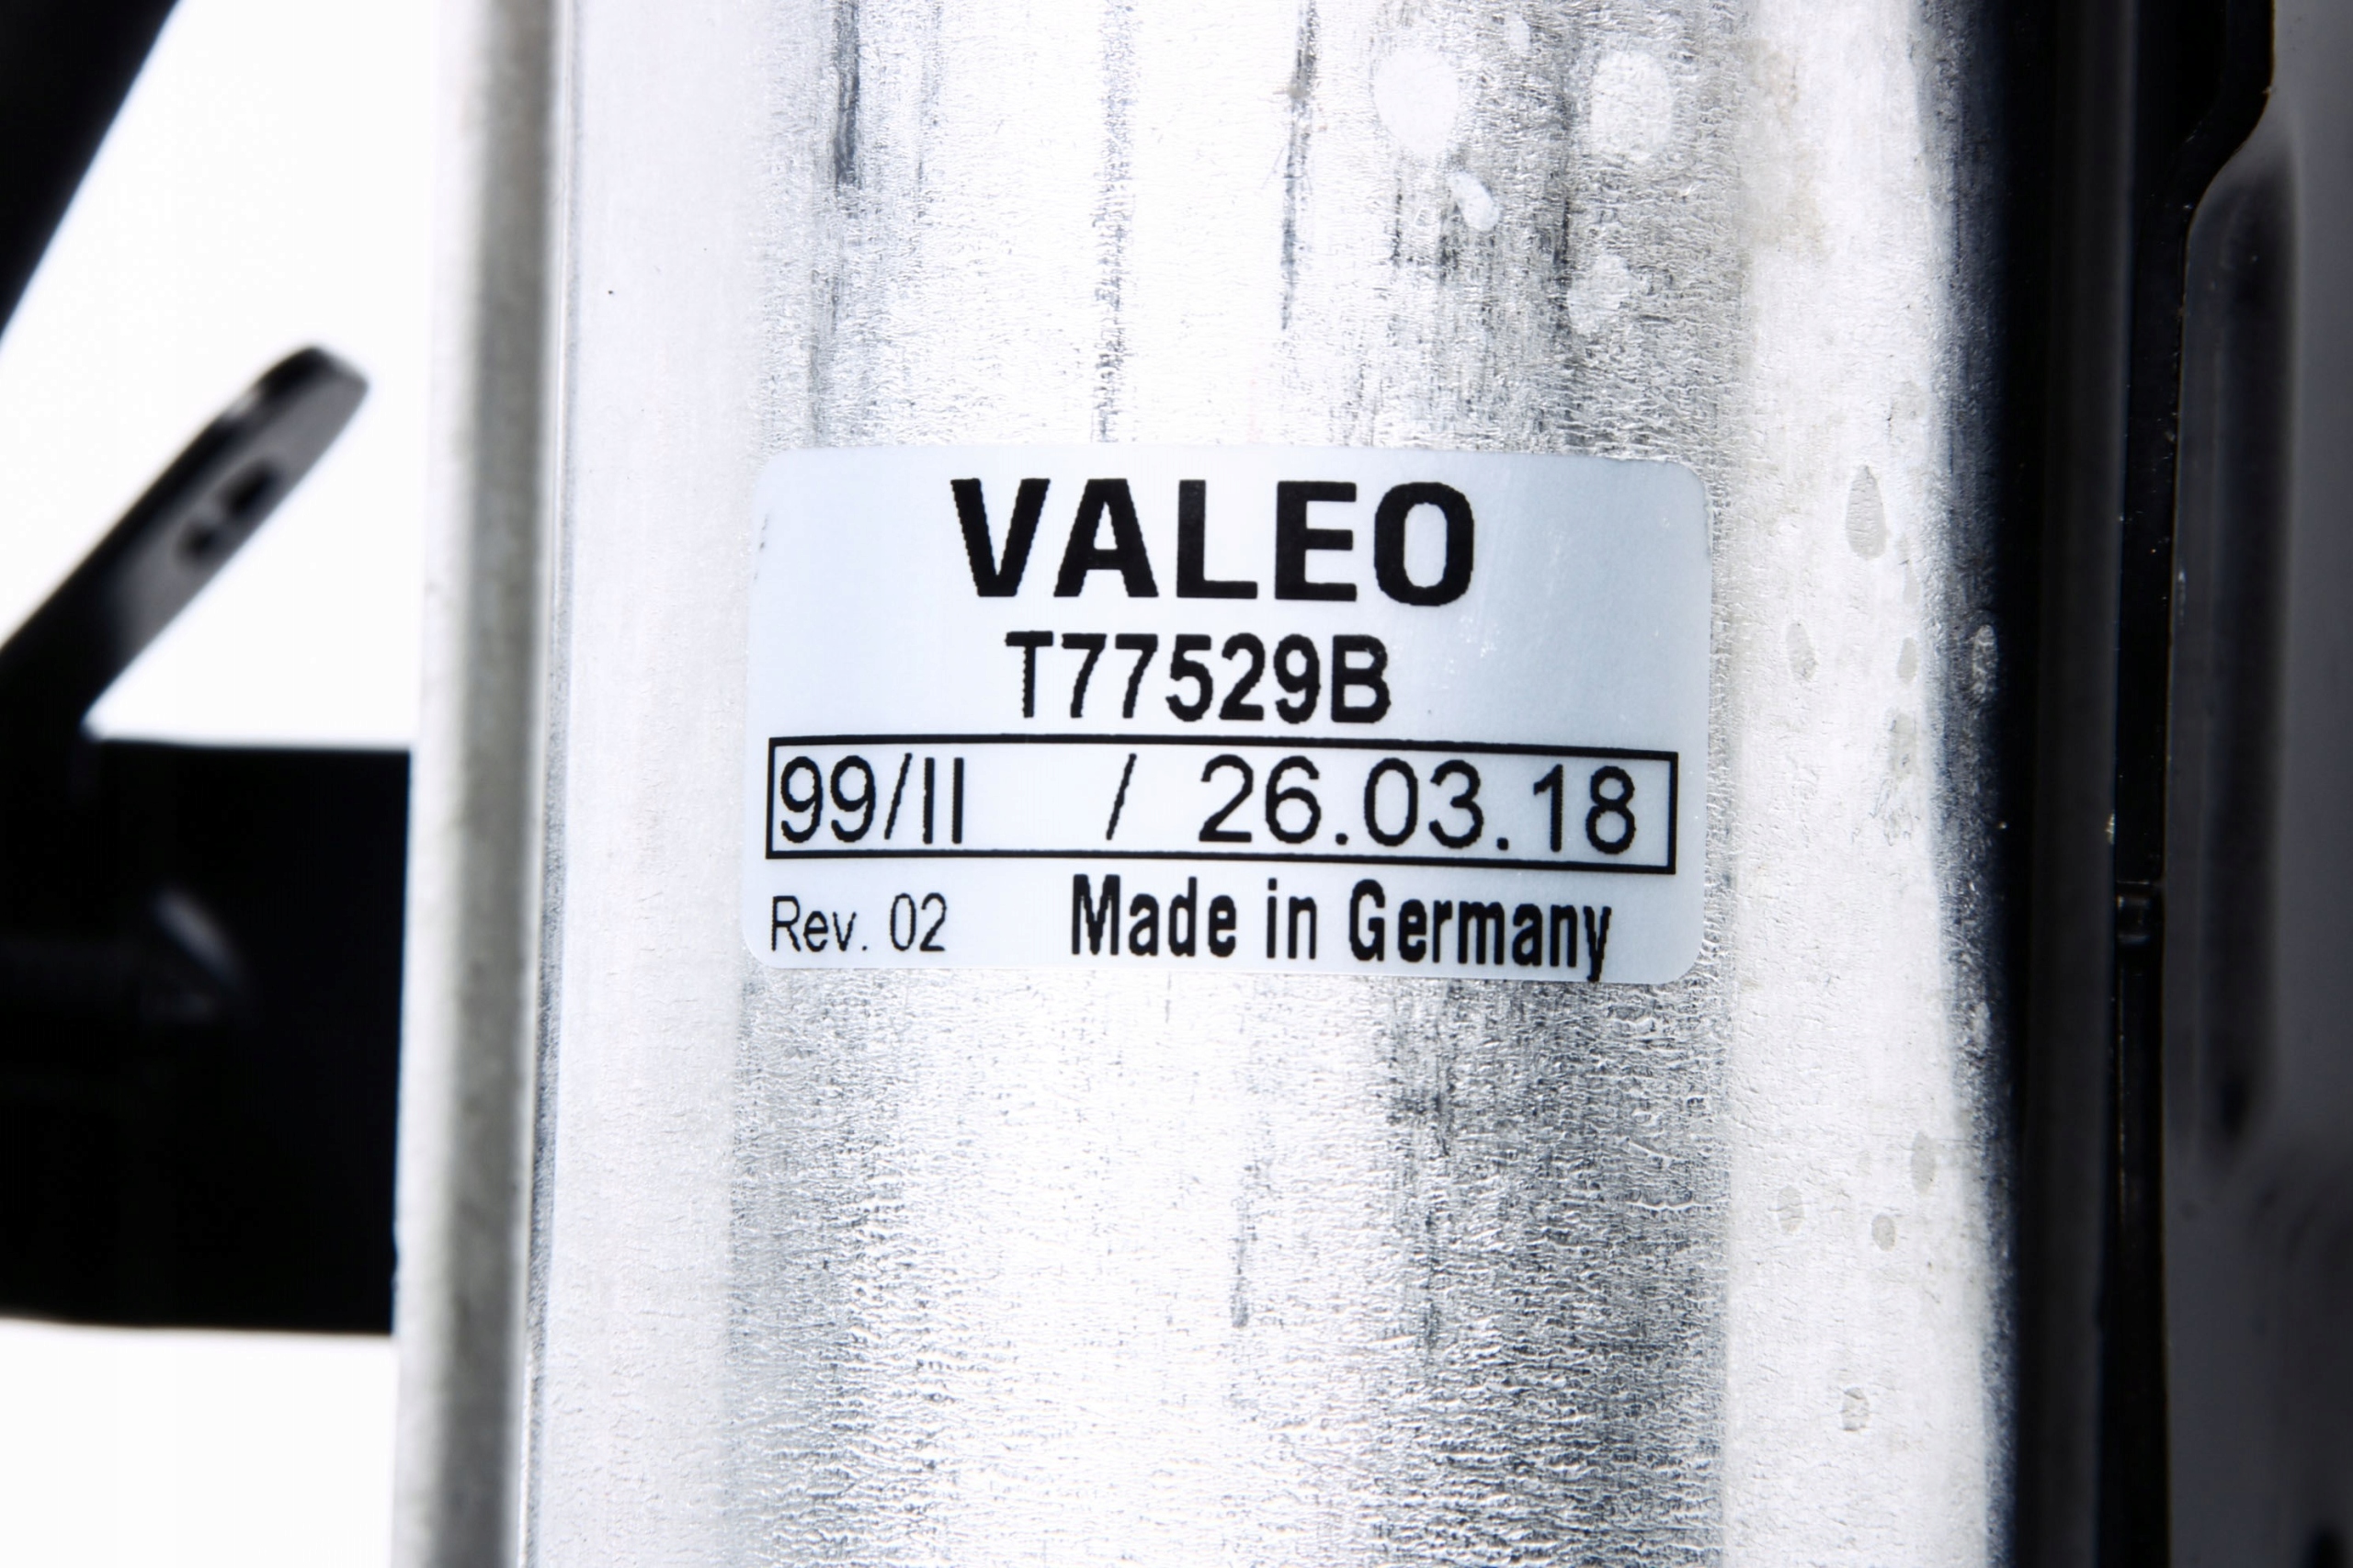 VALEO
T77529B
99/II / 26.03.18
Rev. 02 Made in Germany